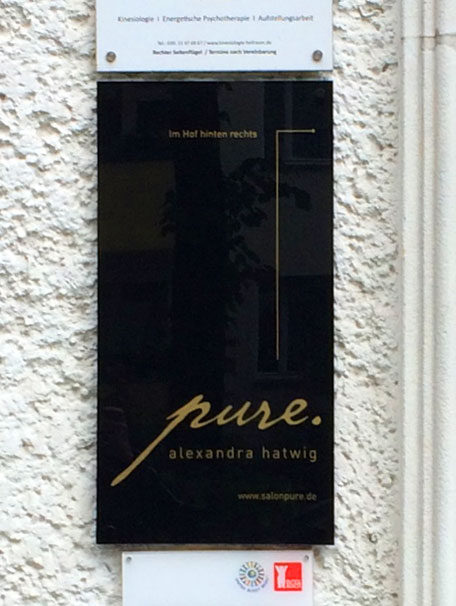 Kinesiologie I Energetische Psychotherapie I Aufstellungsarbeit
Rechter Seitenflügel / Termine nach Vereinbarung
Im Hof hinten rechts
pure.
alexandra hatwig
www.salonpure.de